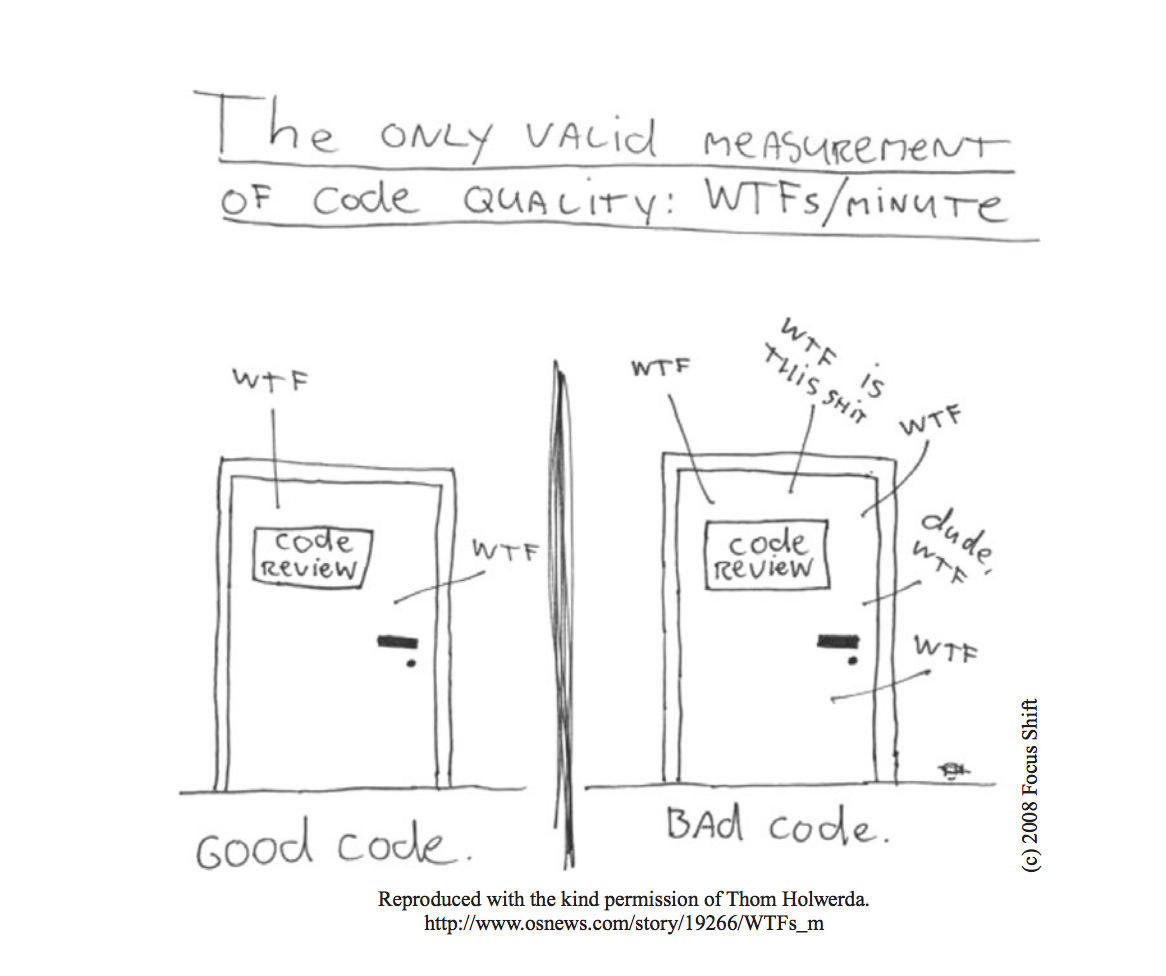 The ONLY VALid MEASUREMENT
OF Code QUALITY: WTFs/MINUTE
WTF
code
REVIEW
WTF
GOOD code.
WTF
WTF is
THiS SHiT
WTF
code
REVIEW
dude,
WTF
WTF
BAd code.
(c) 2008 Focus Shift
Reproduced with the kind permission of Thom Holwerda.
http://www.osnews.com/story/19266/WTFs_m